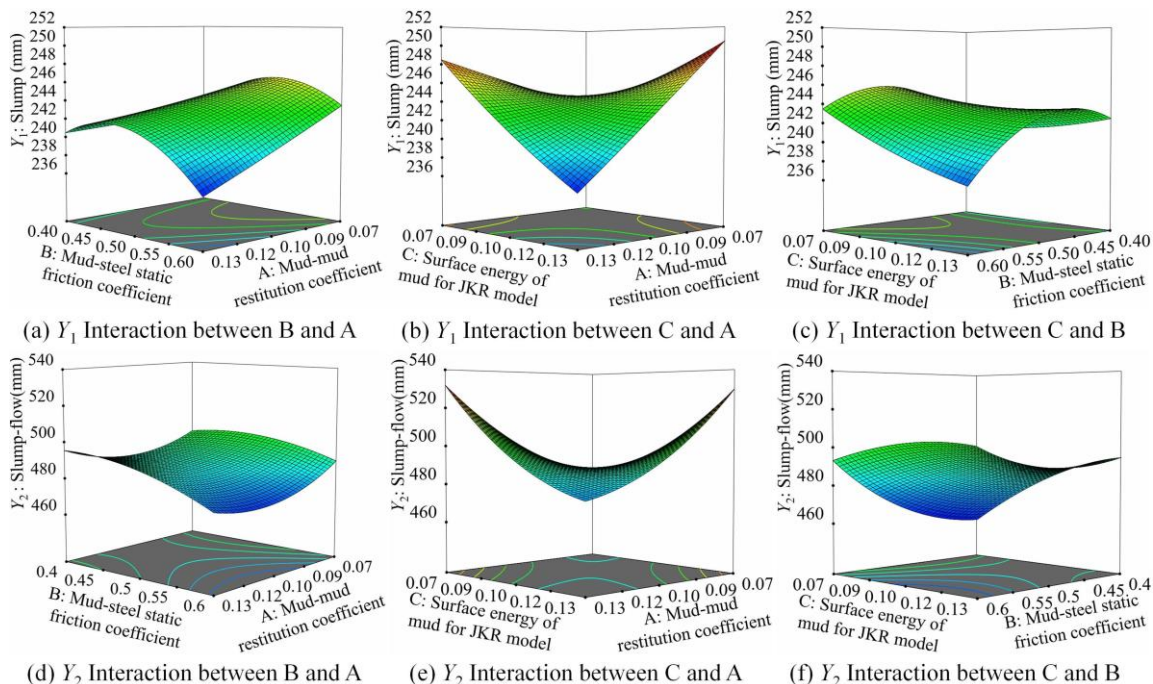 252
250
248
246
244
242
240
238
236
Y₁: Slump (mm)
0.40
0.45
0.50
0.55
0.60
B: Mud-steel static
friction coefficient
0.13
0.12
0.10
0.09
0.07
A: Mud-mud
restitution coefficient
(a) Y₁ Interaction between B and A
252
250
248
246
244
242
240
238
236
Y₁: Slump (mm)
0.07
0.09
0.10
0.12
0.13
C: Surface energy of
mud for JKR model
0.13
0.12
0.10
0.09
0.07
A: Mud-mud
restitution coefficient
(b) Y₁ Interaction between C and A
252
250
248
246
244
242
240
238
236
Y₁: Slump (mm)
0.07
0.09
0.10
0.12
0.13
C: Surface energy of
mud for JKR model
0.60
0.55
0.50
0.45
0.40
B: Mud-steel static
friction coefficient
(c) Y₁ Interaction between C and B
540
520
500
480
460
Y₂: Slump-flow(mm)
0.4
0.45
0.5
0.55
0.6
B: Mud-steel static
friction coefficient
0.13
0.12
0.10
0.09
0.07
A: Mud-mud
restitution coefficient
(d) Y₂ Interaction between B and A
540
520
500
480
460
Y₂: Slump-flow(mm)
0.07
0.09
0.10
0.12
0.13
C: Surface energy of
mud for JKR model
0.13
0.12
0.10
0.09
0.07
A: Mud-mud
restitution coefficient
(e) Y₂ Interaction between C and A
540
520
500
480
460
Y₂: Slump-flow(mm)
0.07
0.09
0.10
0.12
0.13
C: Surface energy of
mud for JKR model
0.6
0.55
0.5
0.45
0.4
B: Mud-steel static
friction coefficient
(f) Y₂ Interaction between C and B